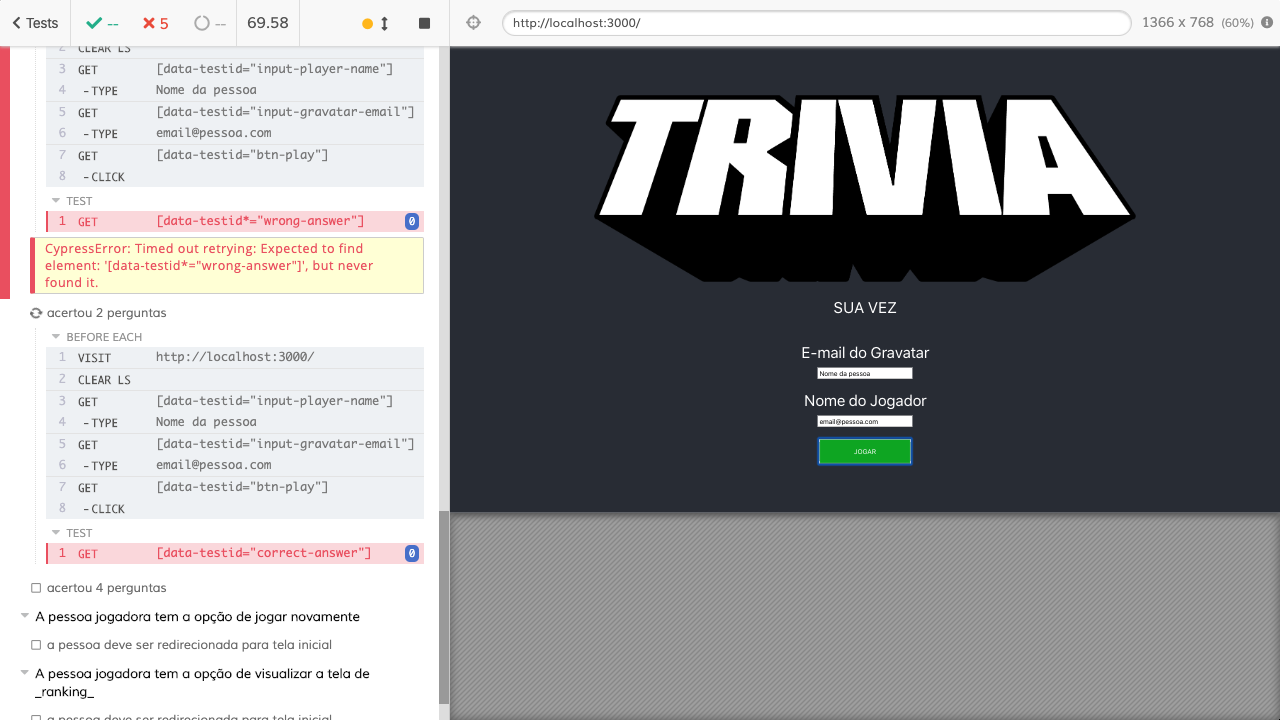 Tests
--
5
--
69.58
http://localhost:3000/
1366 x 768 (60%)
2 CLEAR LS
3 GET [data-testid="input-player-name"]
4 -TYPE Nome da pessoa
5 GET [data-testid="input-gravatar-email"]
6 -TYPE email@pessoa.com
7 GET [data-testid="btn-play"]
8 -CLICK
TEST
1 GET [data-testid*="wrong-answer"] 0
CypressError: Timed out retrying: Expected to find
element: '[data-testid*="wrong-answer"]', but never
found it.
acertou 2 perguntas
BEFORE EACH
1 VISIT http://localhost:3000/
2 CLEAR LS
3 GET [data-testid="input-player-name"]
4 -TYPE Nome da pessoa
5 GET [data-testid="input-gravatar-email"]
6 -TYPE email@pessoa.com
7 GET [data-testid="btn-play"]
8 -CLICK
TEST
1 GET [data-testid="correct-answer"] 0
acertou 4 perguntas
A pessoa jogadora tem a opção de jogar novamente
a pessoa deve ser redirecionada para tela inicial
A pessoa jogadora tem a opção de visualizar a tela de
_ranking_
a pessoa deve ser redirecionada para tela inicial
TRIVIA
SUA VEZ
E-mail do Gravatar
Nome da pessoa
Nome do Jogador
email@pessoa.com
JOGAR